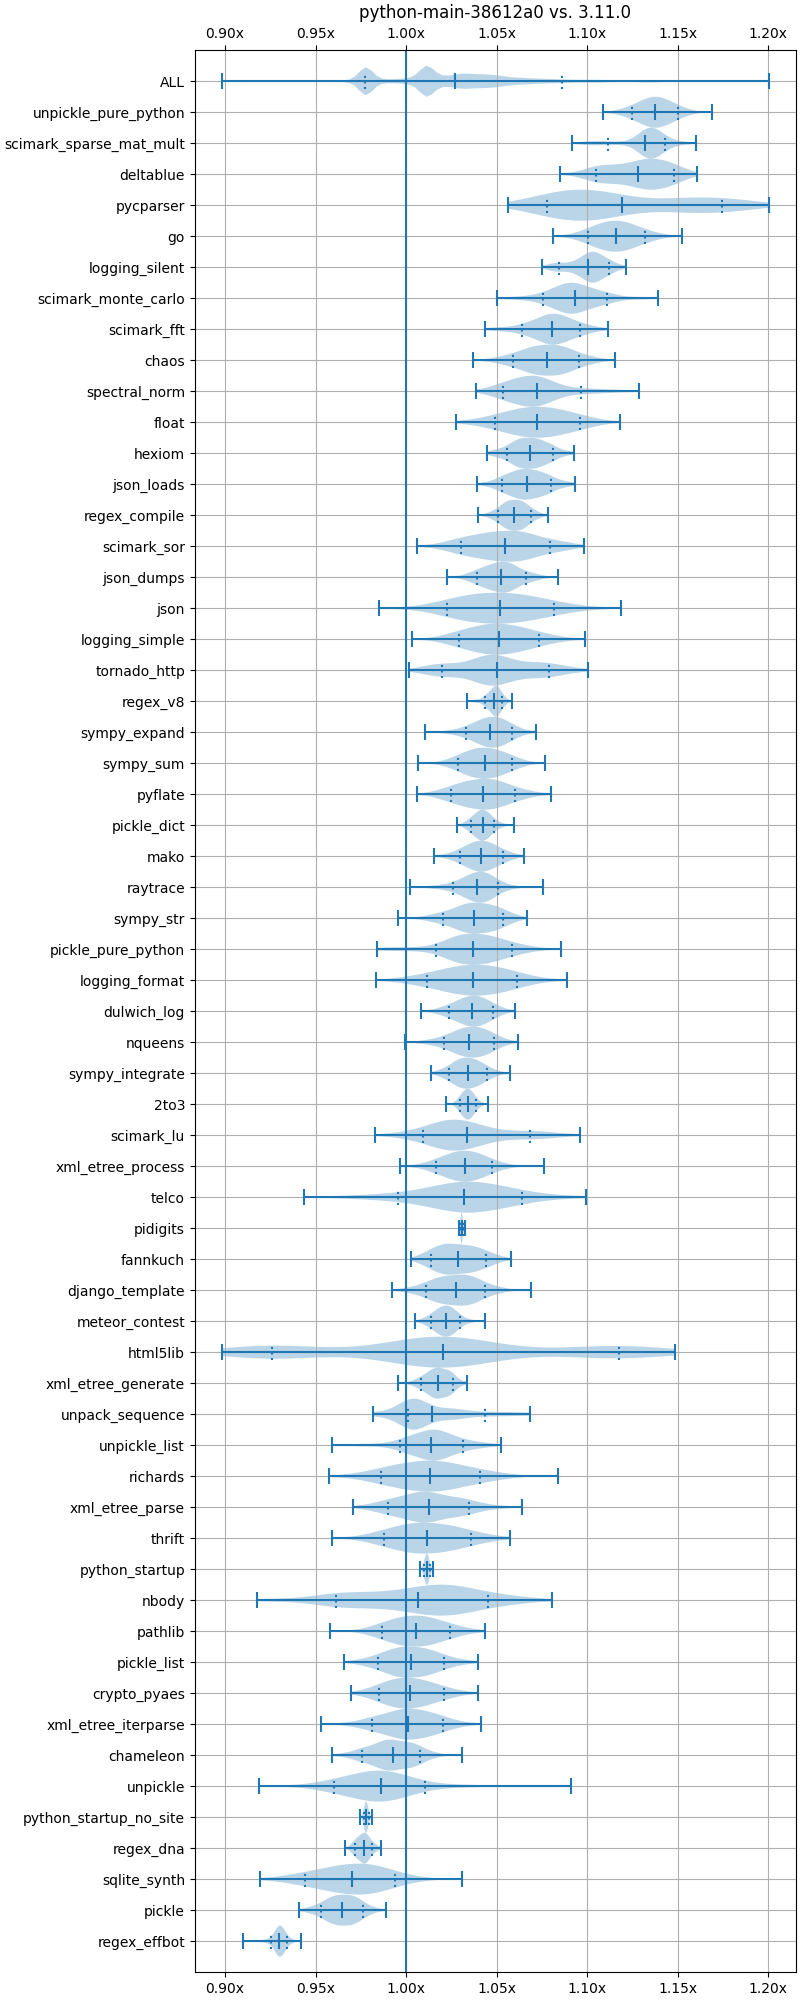 python-main-38612a0 vs. 3.11.0
0.90x 0.95x 1.00x 1.05x 1.10x 1.15x 1.20x
ALL
unpickle_pure_python
scimark_sparse_mat_mult
deltablue
pycparser
go
logging_silent
scimark_monte_carlo
scimark_fft
chaos
spectral_norm
float
hexiom
json_loads
regex_compile
scimark_sor
json_dumps
json
logging_simple
tornado_http
regex_v8
sympy_expand
sympy_sum
pyflate
pickle_dict
mako
raytrace
sympy_str
pickle_pure_python
logging_format
dulwich_log
nqueens
sympy_integrate
2to3
scimark_lu
xml_etree_process
telco
pidigits
fannkuch
django_template
meteor_contest
html5lib
xml_etree_generate
unpack_sequence
unpickle_list
richards
xml_etree_parse
thrift
python_startup
nbody
pathlib
pickle_list
crypto_pyaes
xml_etree_iterparse
chameleon
unpickle
python_startup_no_site
regex_dna
sqlite_synth
pickle
regex_effbot
0.90x 0.95x 1.00x 1.05x 1.10x 1.15x 1.20x